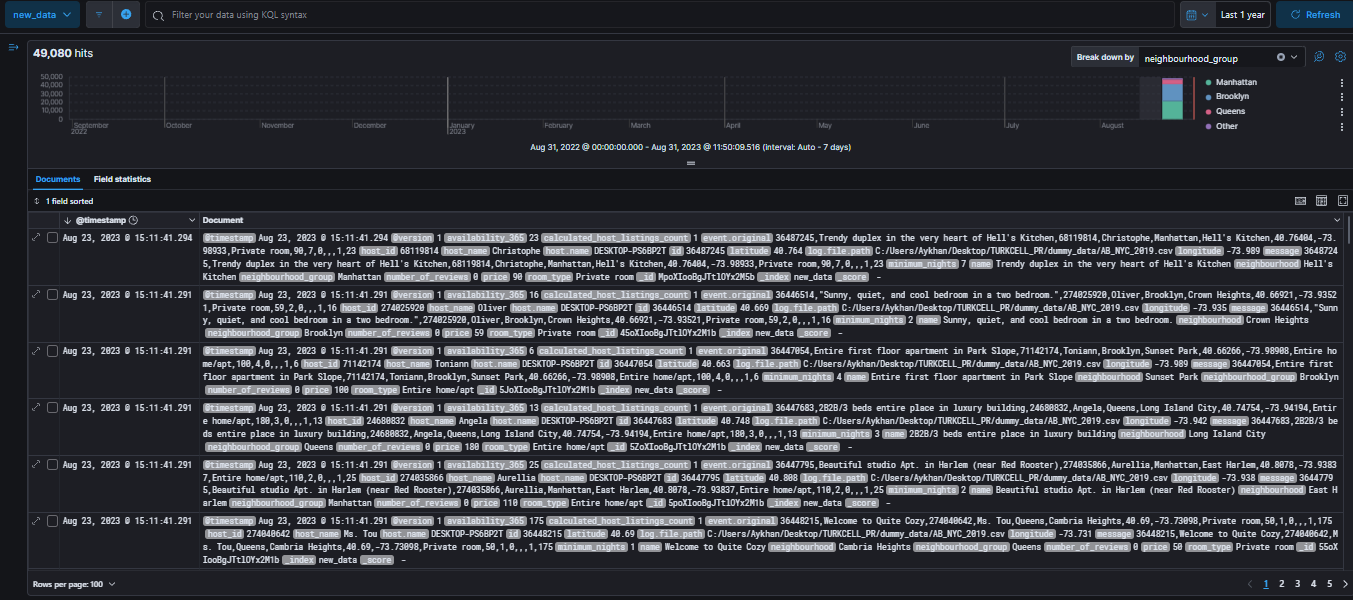 new_data
Filter your data using KQL syntax
Last 1 year
Refresh
49,080 hits
Break down by
neighbourhood_group
50,000
40,000
30,000
20,000
10,000
0
September
2022
October
November
December
January
2023
February
March
April
May
June
July
August
Manhattan
Brooklyn
Queens
Other
Aug 31, 2022 @ 00:00:00.000 - Aug 31, 2023 @ 11:50:09.516 (interval: Auto - 7 days)
Documents
Field statistics
1 field sorted
@timestamp
Document
Aug 23, 2023 @ 15:11:41.294
@timestamp Aug 23, 2023 @ 15:11:41.294 @version 1 availability_365 23 calculated_host_listings_count 1 event.original 36487245,Trendy duplex in the very heart of Hell's Kitchen,68119814,Christophe,Manhattan,Hell's Kitchen,40.76404,-73.
98933,Private room,90,7,0,,,1,23 host_id 68119814 host_name Christophe host.name DESKTOP-PS6BP2T id 36487245 latitude 40.764 log.file.path C:/Users/Aykhan/Desktop/TURKCELL_PR/dummy_data/AB_NYC_2019.csv longitude -73.989 message 3648724
5,Trendy duplex in the very heart of Hell's Kitchen,68119814,Christophe,Manhattan,Hell's Kitchen,40.76404,-73.98933,Private room,90,7,0,,,1,23 minimum_nights 7 name Trendy duplex in the very heart of Hell's Kitchen neighbourhood Hell's
Kitchen neighbourhood_group Manhattan number_of_reviews 0 price 90 room_type Private room _id MpoXIooBgJTtlOYx2M5b _index new_data _score -
Aug 23, 2023 @ 15:11:41.291
@timestamp Aug 23, 2023 @ 15:11:41.291 @version 1 availability_365 16 calculated_host_listings_count 1 event.original 36446514,"Sunny, quiet, and cool bedroom in a two bedroom.",274025920,Oliver,Brooklyn,Crown Heights,40.66921,-73.9352
1,Private room,59,2,0,,,1,16 host_id 274025920 host_name Oliver host.name DESKTOP-PS6BP2T id 36446514 latitude 40.669 log.file.path C:/Users/Aykhan/Desktop/TURKCELL_PR/dummy_data/AB_NYC_2019.csv longitude -73.935 message 36446514,"Sun
ny, quiet, and cool bedroom in a two bedroom.",274025920,Oliver,Brooklyn,Crown Heights,40.66921,-73.93521,Private room,59,2,0,,,1,16 minimum_nights 2 name Sunny, quiet, and cool bedroom in a two bedroom. neighbourhood Crown Heights
neighbourhood_group Brooklyn number_of_reviews 0 price 59 room_type Private room _id 45oXIooBgJTtlOYx2M1b _index new_data _score -
Aug 23, 2023 @ 15:11:41.291
@timestamp Aug 23, 2023 @ 15:11:41.291 @version 1 availability_365 6 calculated_host_listings_count 1 event.original 36447054,Entire first floor apartment in Park Slope,71142174,Toniann,Brooklyn,Sunset Park,40.66266,-73.98908,Entire ho
me/apt,100,4,0,,,1,6 host_id 71142174 host_name Toniann host.name DESKTOP-PS6BP2T id 36447054 latitude 40.663 log.file.path C:/Users/Aykhan/Desktop/TURKCELL_PR/dummy_data/AB_NYC_2019.csv longitude -73.989 message 36447054,Entire first
floor apartment in Park Slope,71142174,Toniann,Brooklyn,Sunset Park,40.66266,-73.98908,Entire home/apt,100,4,0,,,1,6 minimum_nights 4 name Entire first floor apartment in Park Slope neighbourhood Sunset Park neighbourhood_group Brooklyn
number_of_reviews 0 price 100 room_type Entire home/apt _id 5JoXIooBgJTtlOYx2M1b _index new_data _score -
Aug 23, 2023 @ 15:11:41.291
@timestamp Aug 23, 2023 @ 15:11:41.291 @version 1 availability_365 13 calculated_host_listings_count 1 event.original 36447683,2B2B/3 beds entire place in luxury building,24680832,Angela,Queens,Long Island City,40.74754,-73.94194,Entir
e home/apt,180,3,0,,,1,13 host_id 24680832 host_name Angela host.name DESKTOP-PS6BP2T id 36447683 latitude 40.748 log.file.path C:/Users/Aykhan/Desktop/TURKCELL_PR/dummy_data/AB_NYC_2019.csv longitude -73.942 message 36447683,2B2B/3 be
ds entire place in luxury building,24680832,Angela,Queens,Long Island City,40.74754,-73.94194,Entire home/apt,180,3,0,,,1,13 minimum_nights 3 name 2B2B/3 beds entire place in luxury building neighbourhood Long Island City
neighbourhood_group Queens number_of_reviews 0 price 180 room_type Entire home/apt _id 5ZoXIooBgJTtlOYx2M1b _index new_data _score -
Aug 23, 2023 @ 15:11:41.291
@timestamp Aug 23, 2023 @ 15:11:41.291 @version 1 availability_365 25 calculated_host_listings_count 1 event.original 36447795,Beautiful studio Apt. in Harlem (near Red Rooster),274035866,Aurellia,Manhattan,East Harlem,40.8078,-73.9383
7,Entire home/apt,110,2,0,,,1,25 host_id 274035866 host_name Aurellia host.name DESKTOP-PS6BP2T id 36447795 latitude 40.808 log.file.path C:/Users/Aykhan/Desktop/TURKCELL_PR/dummy_data/AB_NYC_2019.csv longitude -73.938 message 3644779
5,Beautiful studio Apt. in Harlem (near Red Rooster),274035866,Aurellia,Manhattan,East Harlem,40.8078,-73.93837,Entire home/apt,110,2,0,,,1,25 minimum_nights 2 name Beautiful studio Apt. in Harlem (near Red Rooster) neighbourhood East H
arlem neighbourhood_group Manhattan number_of_reviews 0 price 110 room_type Entire home/apt _id 5poXIooBgJTtlOYx2M1b _index new_data _score -
Aug 23, 2023 @ 15:11:41.291
@timestamp Aug 23, 2023 @ 15:11:41.291 @version 1 availability_365 175 calculated_host_listings_count 1 event.original 36448215,Welcome to Quite Cozy,274040642,Ms. Tou,Queens,Cambria Heights,40.69,-73.73098,Private room,50,1,0,,,1,175
host_id 274040642 host_name Ms. Tou host.name DESKTOP-PS6BP2T id 36448215 latitude 40.69 log.file.path C:/Users/Aykhan/Desktop/TURKCELL_PR/dummy_data/AB_NYC_2019.csv longitude -73.731 message 36448215,Welcome to Quite Cozy,274040642,M
s. Tou,Queens,Cambria Heights,40.69,-73.73098,Private room,50,1,0,,,1,175 minimum_nights 1 name Welcome to Quite Cozy neighbourhood Cambria Heights neighbourhood_group Queens number_of_reviews 0 price 50 room_type Private room _id 55oX
IooBgJTtlOYx2M1b _index new_data _score -
Rows per page: 100
1 2 3 4 5